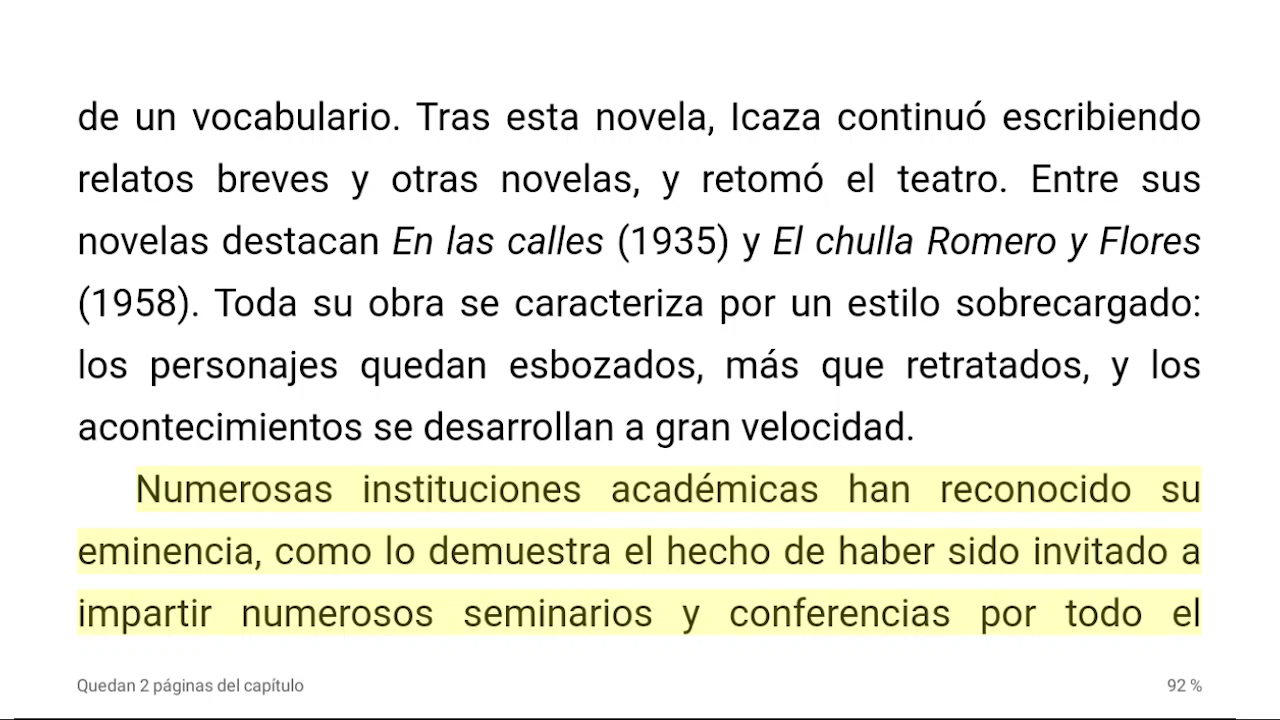 de un vocabulario. Tras esta novela, Icaza continuó escribiendo
relatos breves y otras novelas, y retomó el teatro. Entre sus
novelas destacan En las calles (1935) y El chulla Romero y Flores
(1958). Toda su obra se caracteriza por un estilo sobrecargado:
los personajes quedan esbozados, más que retratados, y los
acontecimientos se desarrollan a gran velocidad.
Numerosas instituciones académicas han reconocido su
eminencia, como lo demuestra el hecho de haber sido invitado a
impartir numerosos seminarios y conferencias por todo el
Quedan 2 páginas del capítulo
92 %